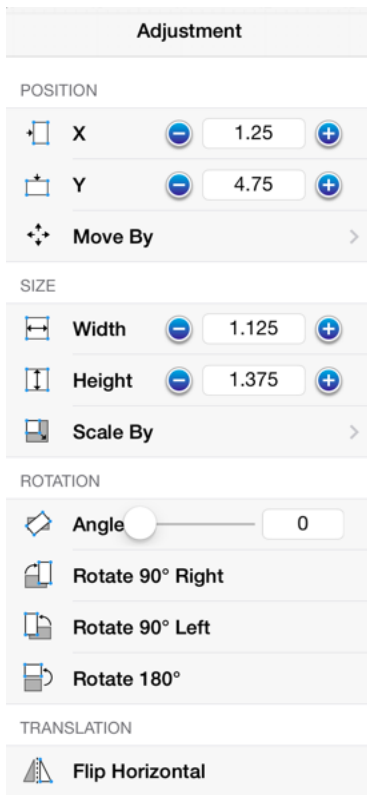 Adjustment
POSITION
X 1.25
Y 4.75
Move By
SIZE
Width 1.125
Height 1.375
Scale By
ROTATION
Angle 0
Rotate 90° Right
Rotate 90° Left
Rotate 180°
TRANSLATION
Flip Horizontal